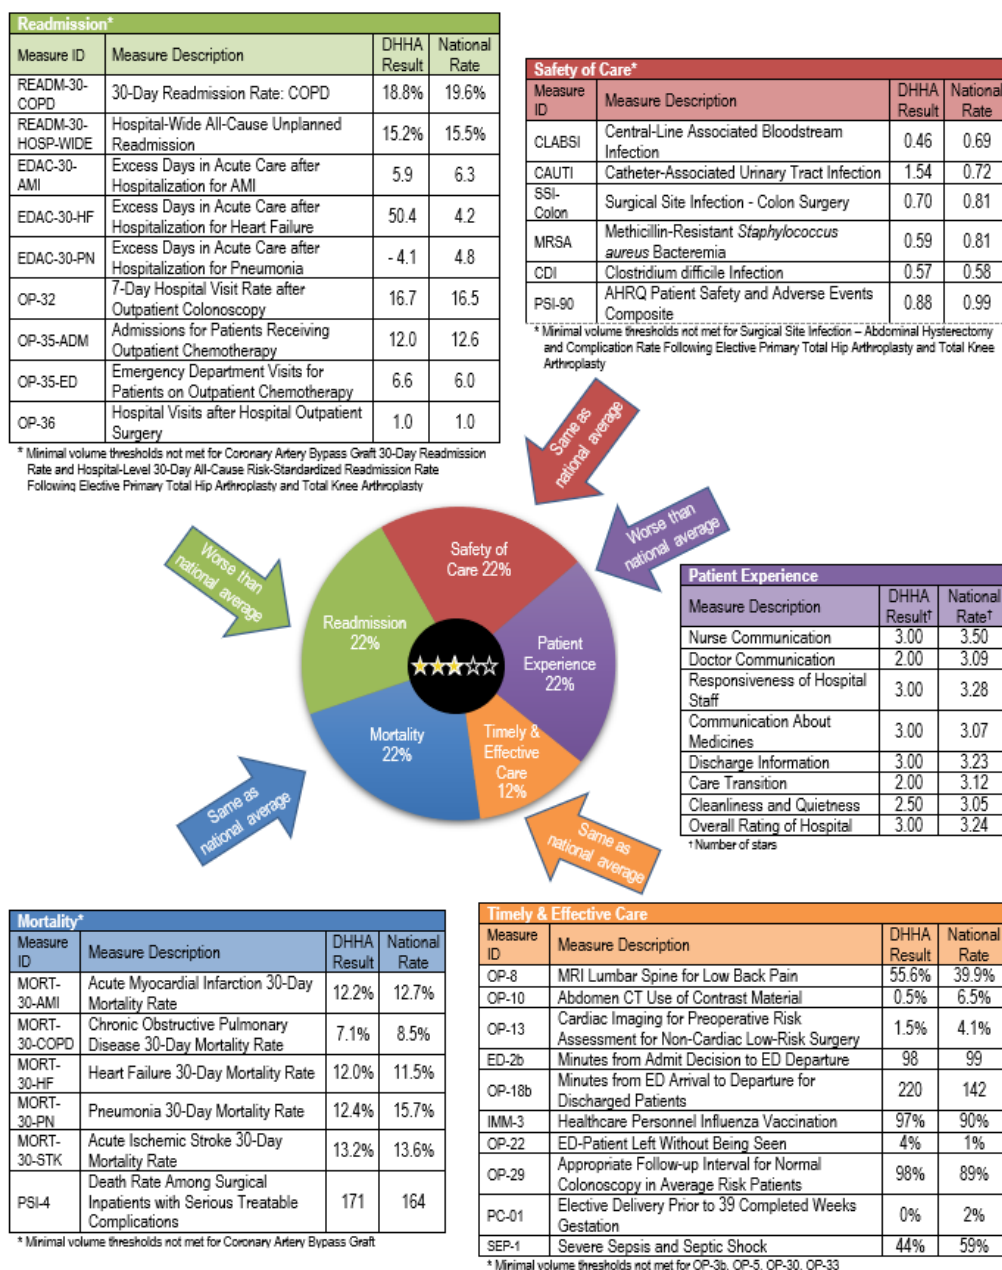 Readmission*
Measure ID Measure Description DHHA Result National Rate
READM-30-COPD 30-Day Readmission Rate: COPD 18.8% 19.6%
READM-30-HOSP-WIDE Hospital-Wide All-Cause Unplanned Readmission 15.2% 15.5%
EDAC-30-AMI Excess Days in Acute Care after Hospitalization for AMI 5.9 6.3
EDAC-30-HF Excess Days in Acute Care after Hospitalization for Heart Failure 50.4 4.2
EDAC-30-PN Excess Days in Acute Care after Hospitalization for Pneumonia - 4.1 4.8
OP-32 7-Day Hospital Visit Rate after Outpatient Colonoscopy 16.7 16.5
OP-35-ADM Admissions for Patients Receiving Outpatient Chemotherapy 12.0 12.6
OP-35-ED Emergency Department Visits for Patients on Outpatient Chemotherapy 6.6 6.0
OP-36 Hospital Visits after Hospital Outpatient Surgery 1.0 1.0
* Minimal volume thresholds not met for Coronary Artery Bypass Graft 30-Day Readmission
Rate and Hospital-Level 30-Day All-Cause Risk-Standardized Readmission Rate
Following Elective Primary Total Hip Arthroplasty and Total Knee Arthroplasty
Safety of Care*
Measure ID Measure Description DHHA Result National Rate
CLABSI Central-Line Associated Bloodstream Infection 0.46 0.69
CAUTI Catheter-Associated Urinary Tract Infection 1.54 0.72
SSI-Colon Surgical Site Infection - Colon Surgery 0.70 0.81
MRSA Methicillin-Resistant Staphylococcus aureus Bacteremia 0.59 0.81
CDI Clostridium difficile Infection 0.57 0.58
PSI-90 AHRQ Patient Safety and Adverse Events Composite 0.88 0.99
* Minimal volume thresholds not met for Surgical Site Infection – Abdominal Hysterectomy
and Complication Rate Following Elective Primary Total Hip Arthroplasty and Total Knee
Arthroplasty
Same as
national average
Worse than
national average
Worse than
national average
Safety of
Care 22%
Readmission
22%
Patient
Experience
22%
Mortality
22%
Timely &
Effective
Care
12%
Same as
national average
Same as
national average
Patient Experience
Measure Description DHHA Result† National Rate†
Nurse Communication 3.00 3.50
Doctor Communication 2.00 3.09
Responsiveness of Hospital Staff 3.00 3.28
Communication About Medicines 3.00 3.07
Discharge Information 3.00 3.23
Care Transition 2.00 3.12
Cleanliness and Quietness 2.50 3.05
Overall Rating of Hospital 3.00 3.24
† Number of stars
Mortality*
Measure ID Measure Description DHHA Result National Rate
MORT-30-AMI Acute Myocardial Infarction 30-Day Mortality Rate 12.2% 12.7%
MORT-30-COPD Chronic Obstructive Pulmonary Disease 30-Day Mortality Rate 7.1% 8.5%
MORT-30-HF Heart Failure 30-Day Mortality Rate 12.0% 11.5%
MORT-30-PN Pneumonia 30-Day Mortality Rate 12.4% 15.7%
MORT-30-STK Acute Ischemic Stroke 30-Day Mortality Rate 13.2% 13.6%
PSI-4 Death Rate Among Surgical Inpatients with Serious Treatable Complications 171 164
* Minimal volume thresholds not met for Coronary Artery Bypass Graft
Timely & Effective Care
Measure ID Measure Description DHHA Result National Rate
OP-8 MRI Lumbar Spine for Low Back Pain 55.6% 39.9%
OP-10 Abdomen CT Use of Contrast Material 0.5% 6.5%
OP-13 Cardiac Imaging for Preoperative Risk Assessment for Non-Cardiac Low-Risk Surgery 1.5% 4.1%
ED-2b Minutes from Admit Decision to ED Departure 98 99
OP-18b Minutes from ED Arrival to Departure for Discharged Patients 220 142
IMM-3 Healthcare Personnel Influenza Vaccination 97% 90%
OP-22 ED-Patient Left Without Being Seen 4% 1%
OP-29 Appropriate Follow-up Interval for Normal Colonoscopy in Average Risk Patients 98% 89%
PC-01 Elective Delivery Prior to 39 Completed Weeks Gestation 0% 2%
SEP-1 Severe Sepsis and Septic Shock 44% 59%
* Minimal volume thresholds not met for OP-3b, OP-5, OP-30, OP-33